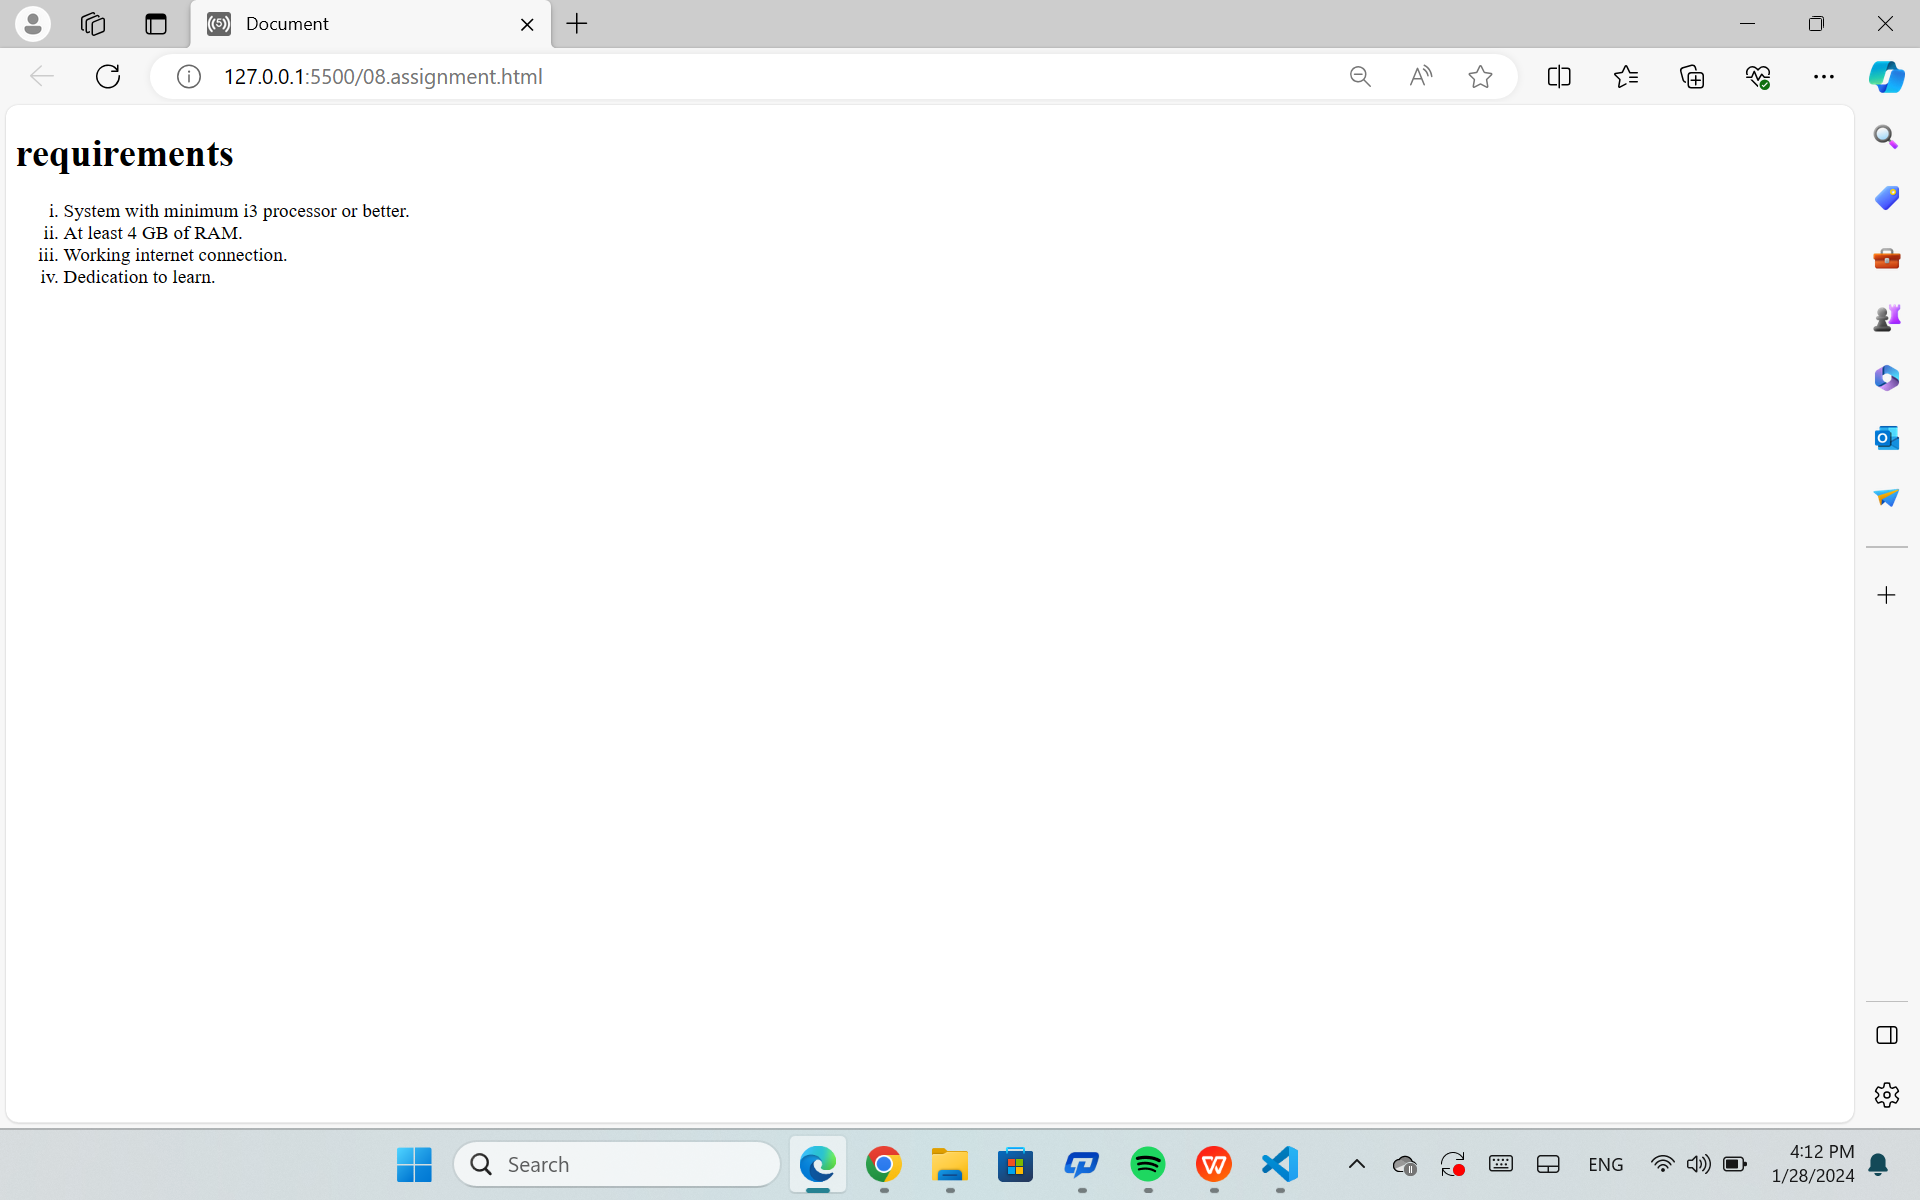 Document
127.0.0.1:5500/08.assignment.html
requirements
i. System with minimum i3 processor or better.
ii. At least 4 GB of RAM.
iii. Working internet connection.
iv. Dedication to learn.
Search
ENG
4:12 PM
1/28/2024